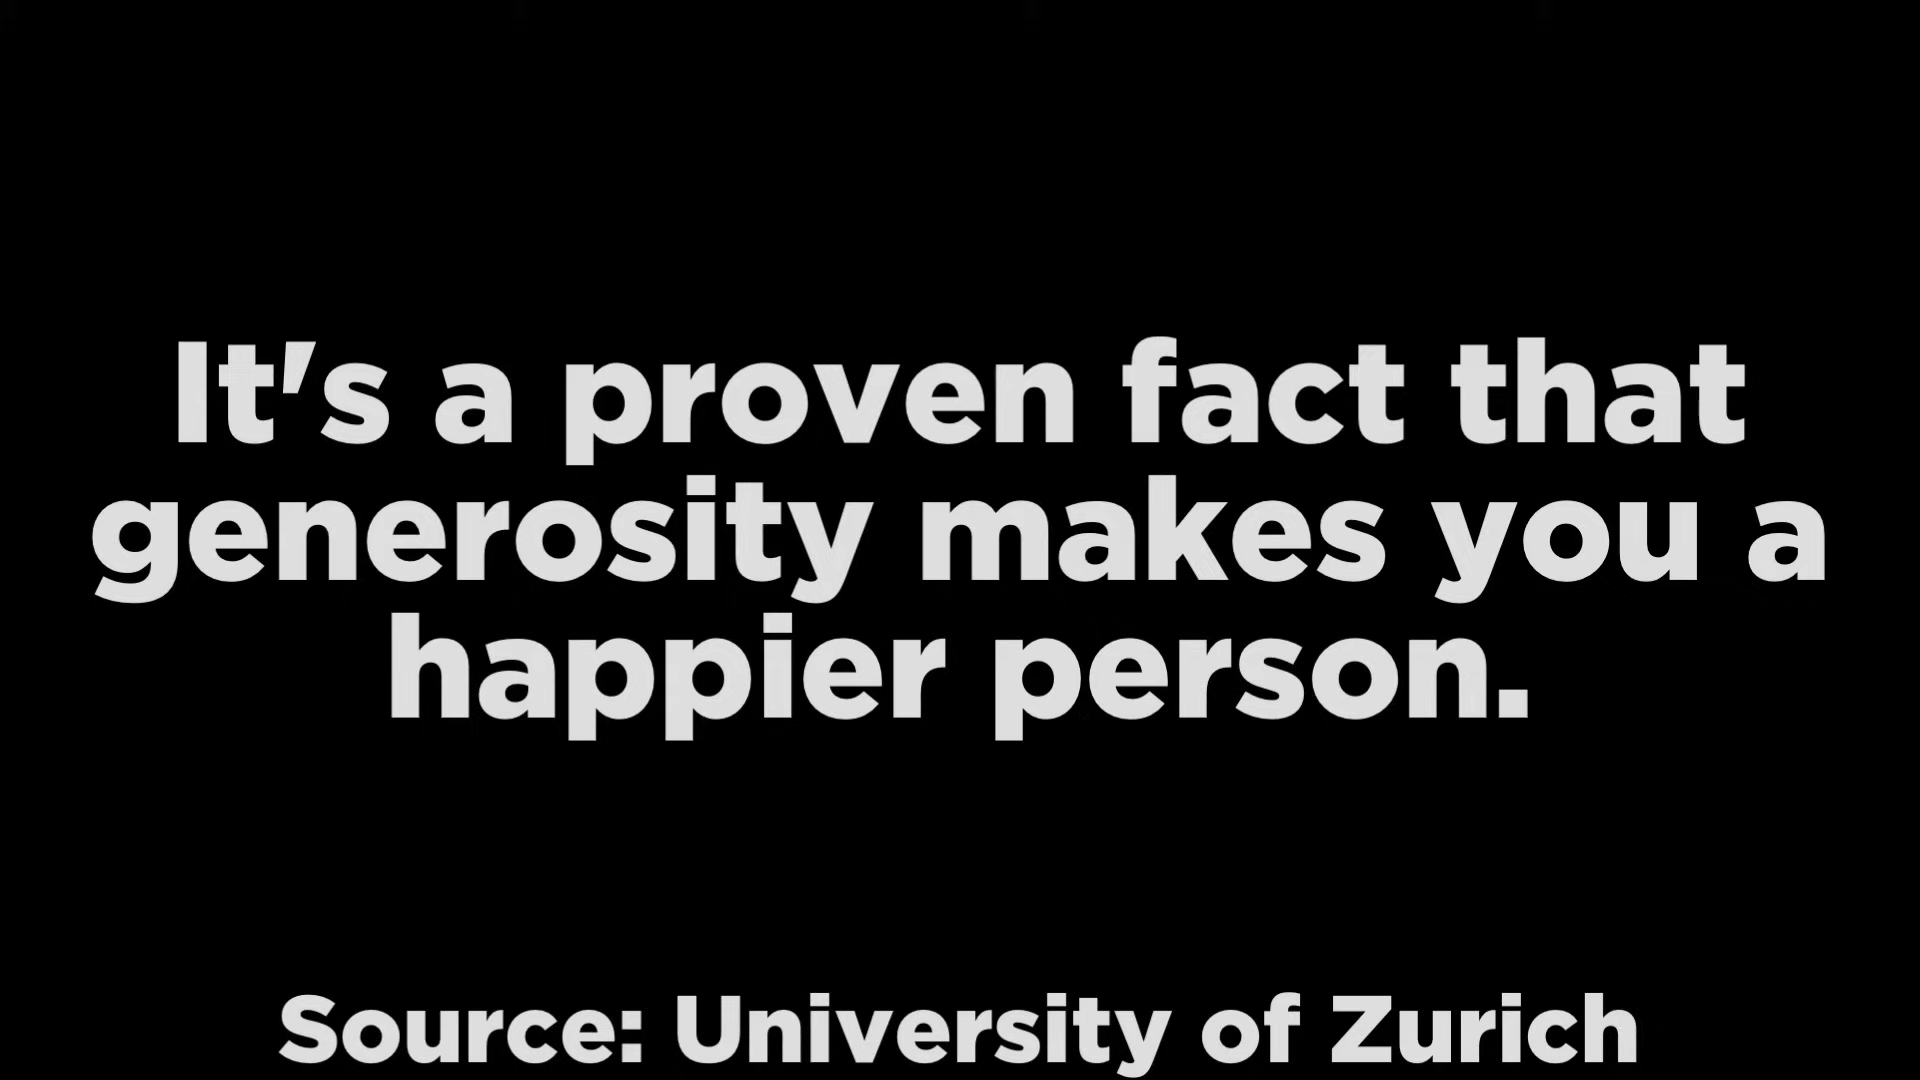 It's a proven fact that
generosity makes you a
happier person.
Source: University of Zurich